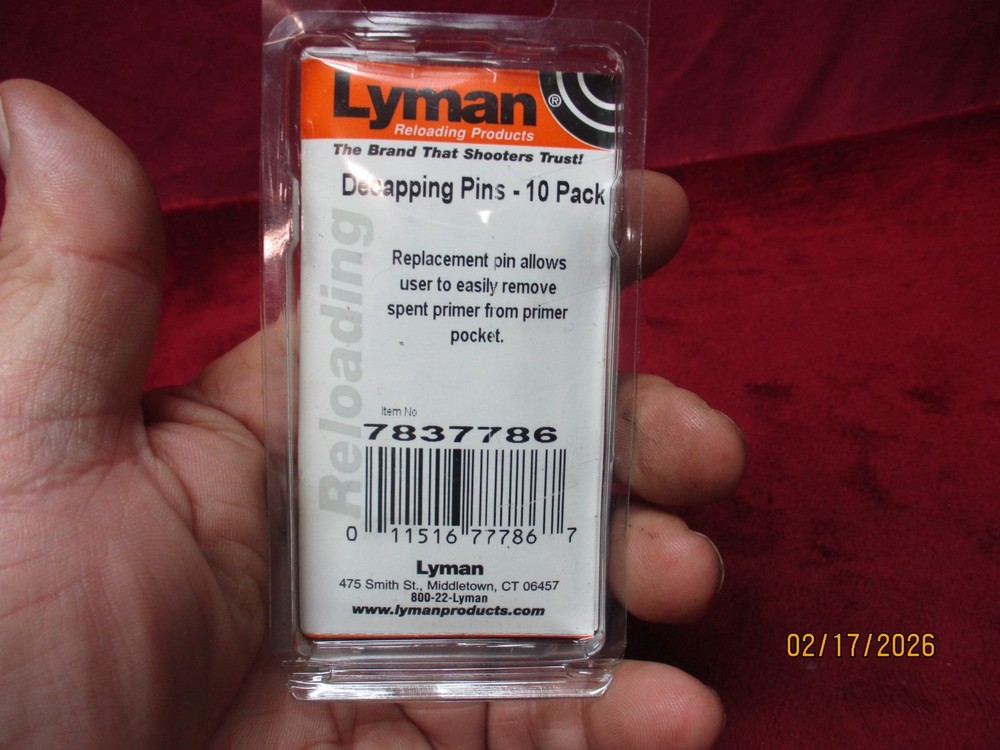 Lyman®
Reloading Products
The Brand That Shooters Trust!
Decapping Pins - 10 Pack
Reloading
Replacement pin allows
user to easily remove
spent primer from primer
pocket.
Item No
7837786
0 11516 77786 7
Lyman
475 Smith St., Middletown, CT 06457
800-22-Lyman
www.lymanproducts.com
02/17/2026